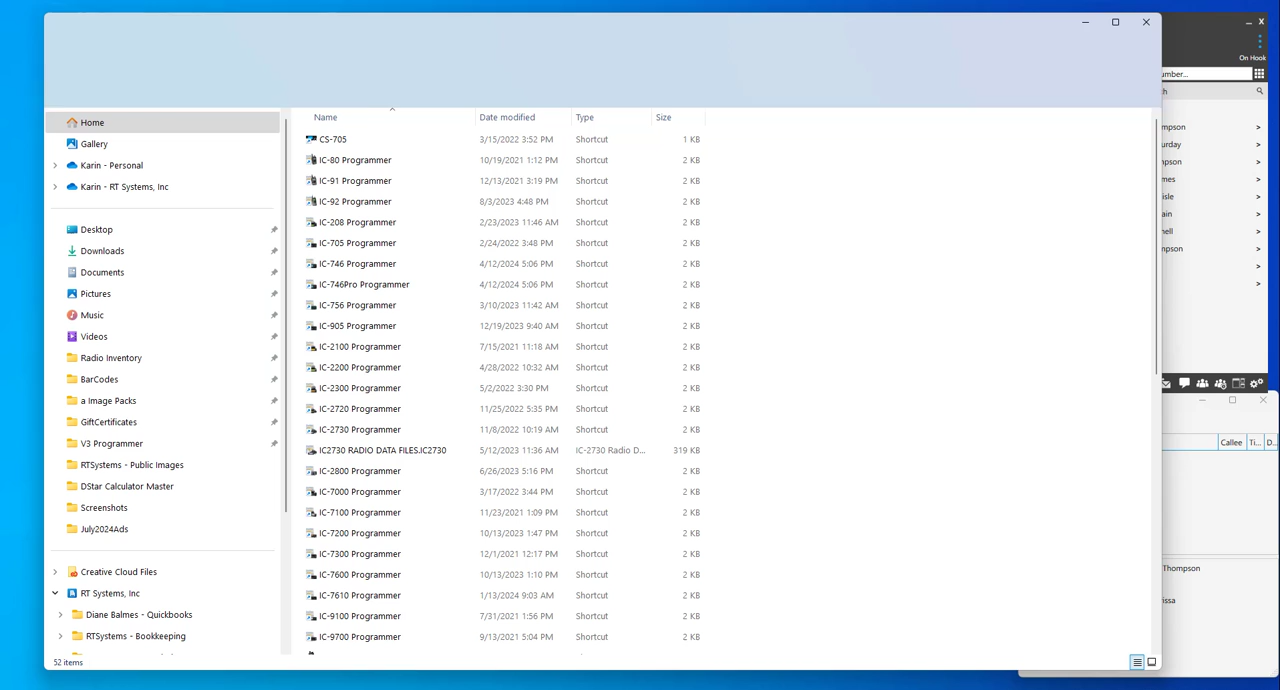 On Hook
umber...
h
Home
Gallery
Karin - Personal
Karin - RT Systems, Inc
Desktop
Downloads
Documents
Pictures
Music
Videos
Radio Inventory
BarCodes
a Image Packs
GiftCertificates
V3 Programmer
RTSystems - Public Images
DStar Calculator Master
Screenshots
July2024Ads
Creative Cloud Files
RT Systems, Inc
Diane Balmes - Quickbooks
RTSystems - Bookkeeping
52 items
Name Date modified Type Size
CS-705 3/15/2022 3:52 PM Shortcut 1 KB
IC-80 Programmer 10/19/2021 1:12 PM Shortcut 2 KB
IC-91 Programmer 12/13/2021 3:19 PM Shortcut 2 KB
IC-92 Programmer 8/3/2023 4:48 PM Shortcut 2 KB
IC-208 Programmer 2/23/2023 11:46 AM Shortcut 2 KB
IC-705 Programmer 2/24/2022 3:48 PM Shortcut 2 KB
IC-746 Programmer 4/12/2024 5:06 PM Shortcut 2 KB
IC-746Pro Programmer 4/12/2024 5:06 PM Shortcut 2 KB
IC-756 Programmer 3/10/2023 11:42 AM Shortcut 2 KB
IC-905 Programmer 12/19/2023 9:40 AM Shortcut 2 KB
IC-2100 Programmer 7/15/2021 11:18 AM Shortcut 2 KB
IC-2200 Programmer 4/28/2022 10:32 AM Shortcut 2 KB
IC-2300 Programmer 5/2/2022 3:30 PM Shortcut 2 KB
IC-2720 Programmer 11/25/2022 5:35 PM Shortcut 2 KB
IC-2730 Programmer 11/8/2022 10:19 AM Shortcut 2 KB
IC2730 RADIO DATA FILES.IC2730 5/12/2023 11:36 AM IC-2730 Radio D... 319 KB
IC-2800 Programmer 6/26/2023 5:16 PM Shortcut 2 KB
IC-7000 Programmer 3/17/2022 3:44 PM Shortcut 2 KB
IC-7100 Programmer 11/23/2021 1:09 PM Shortcut 2 KB
IC-7200 Programmer 10/13/2023 1:47 PM Shortcut 2 KB
IC-7300 Programmer 12/1/2021 12:17 PM Shortcut 2 KB
IC-7600 Programmer 10/13/2023 1:10 PM Shortcut 2 KB
IC-7610 Programmer 1/13/2024 9:03 AM Shortcut 2 KB
IC-9100 Programmer 7/31/2021 1:56 PM Shortcut 2 KB
IC-9700 Programmer 9/13/2021 5:04 PM Shortcut 2 KB
mpson
urday
npson
mes
isle
ain
nell
npson
Callee Ti... D...
Thompson
issa